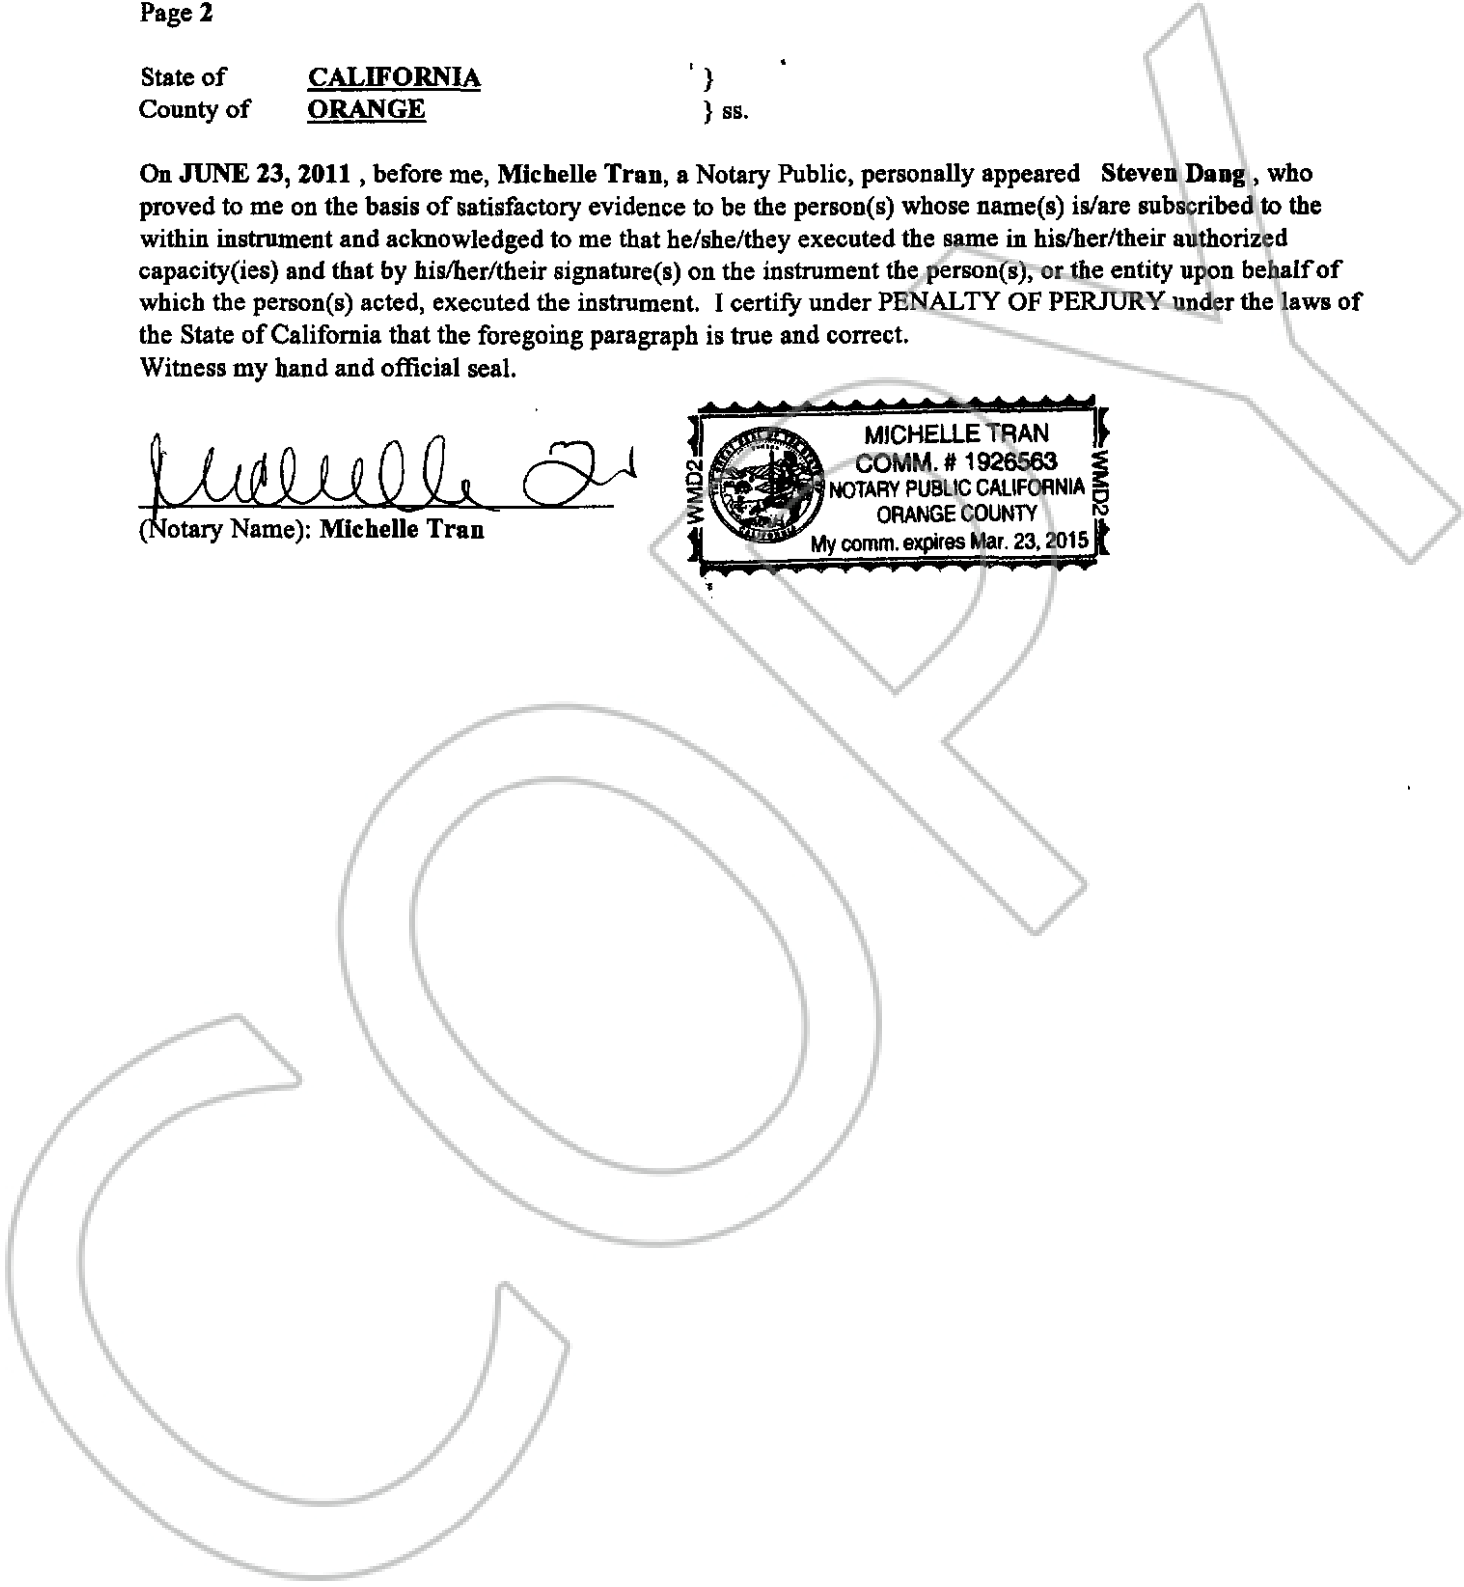 Page 2
State of CALIFORNIA }
County of ORANGE } ss.
On JUNE 23, 2011 , before me, Michelle Tran, a Notary Public, personally appeared Steven Dang , who
proved to me on the basis of satisfactory evidence to be the person(s) whose name(s) is/are subscribed to the
within instrument and acknowledged to me that he/she/they executed the same in his/her/their authorized
capacity(ies) and that by his/her/their signature(s) on the instrument the person(s), or the entity upon behalf of
which the person(s) acted, executed the instrument. I certify under PENALTY OF PERJURY under the laws of
the State of California that the foregoing paragraph is true and correct.
Witness my hand and official seal.
(Notary Name): Michelle Tran
WMD2
MICHELLE TRAN
COMM. # 1926563
NOTARY PUBLIC CALIFORNIA
ORANGE COUNTY
My comm. expires Mar. 23, 2015
WMD2
COPY